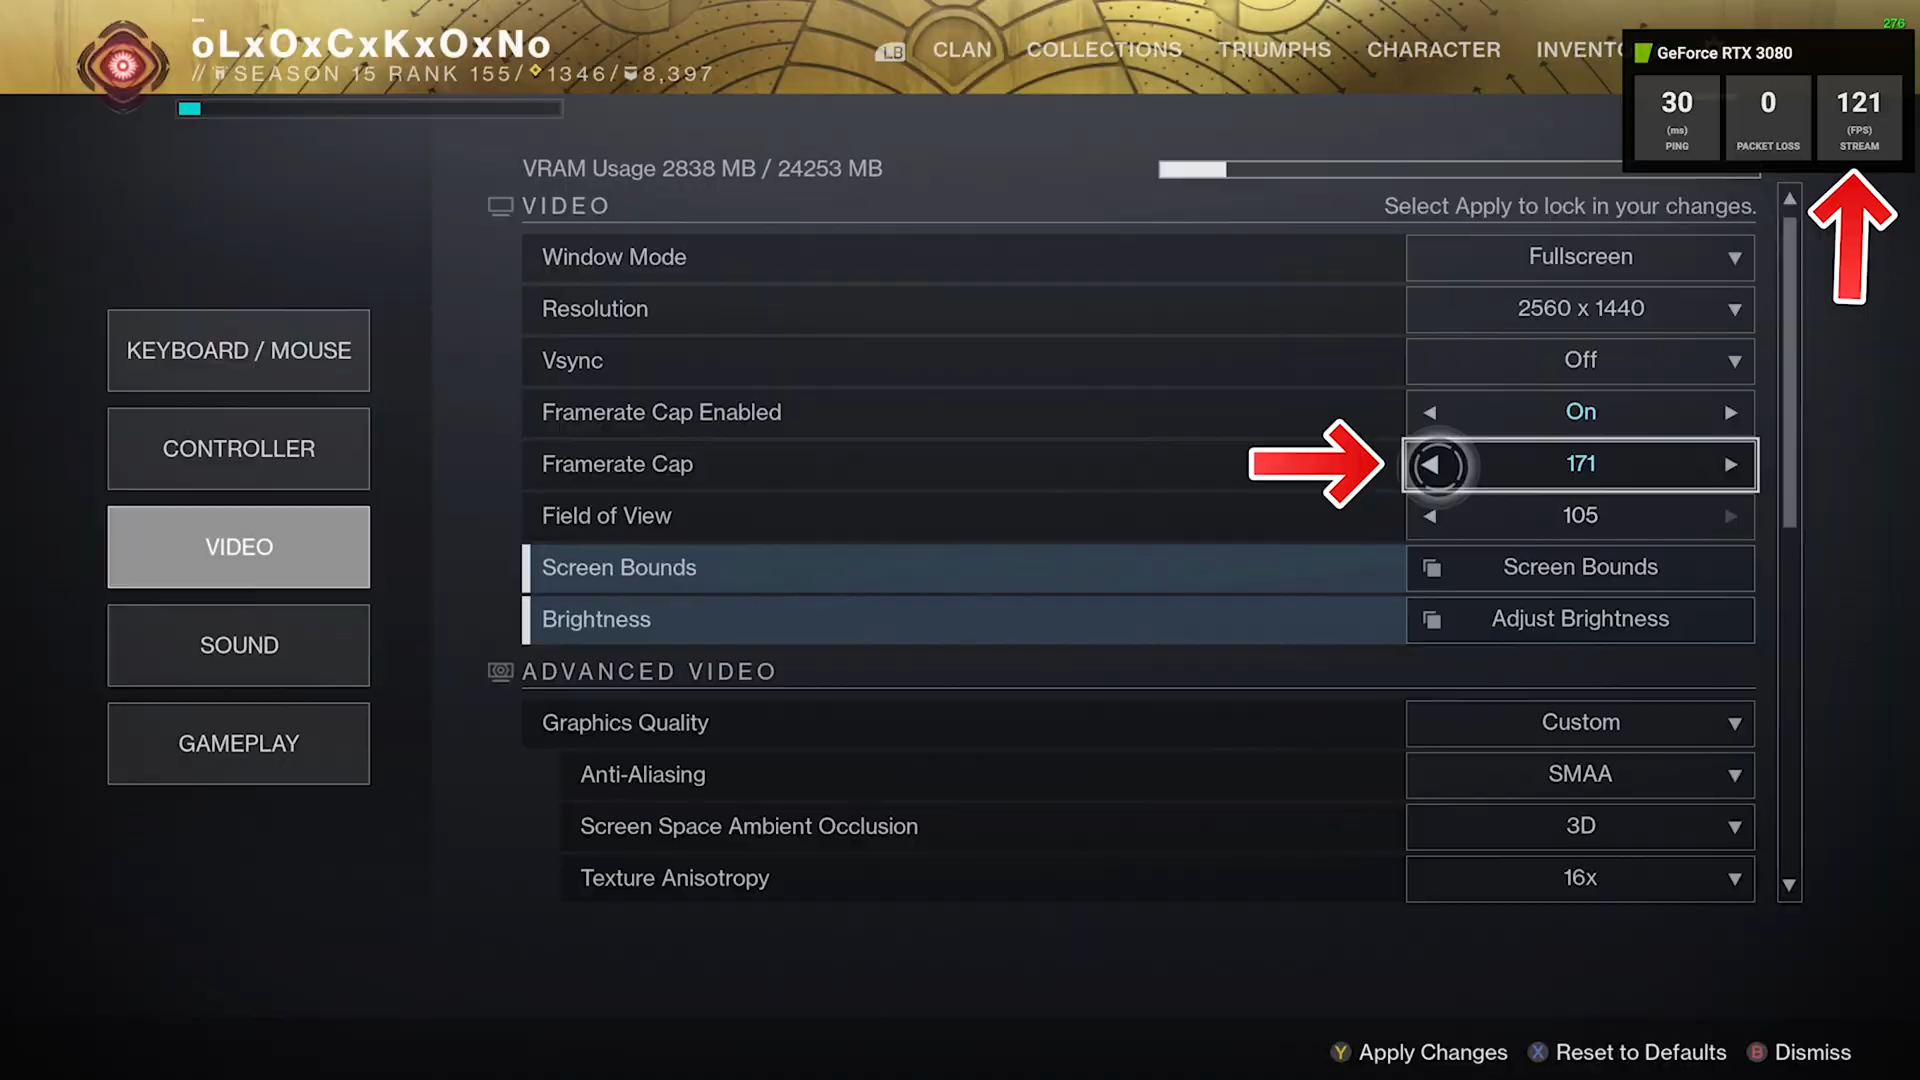 276
oLxOxCxKxOxNo
// SEASON 15 RANK 155/ 1346/ 8,397
LB CLAN COLLECTIONS TRIUMPHS CHARACTER INVENTO
GeForce RTX 3080
30 0 121
(ms) (FPS)
PING PACKET LOSS STREAM
VRAM Usage 2838 MB / 24253 MB
VIDEO Select Apply to lock in your changes.
Window Mode Fullscreen
Resolution 2560 x 1440
Vsync Off
Framerate Cap Enabled On
Framerate Cap 171
Field of View 105
Screen Bounds Screen Bounds
Brightness Adjust Brightness
ADVANCED VIDEO
Graphics Quality Custom
Anti-Aliasing SMAA
Screen Space Ambient Occlusion 3D
Texture Anisotropy 16x
KEYBOARD / MOUSE
CONTROLLER
VIDEO
SOUND
GAMEPLAY
Y Apply Changes X Reset to Defaults B Dismiss